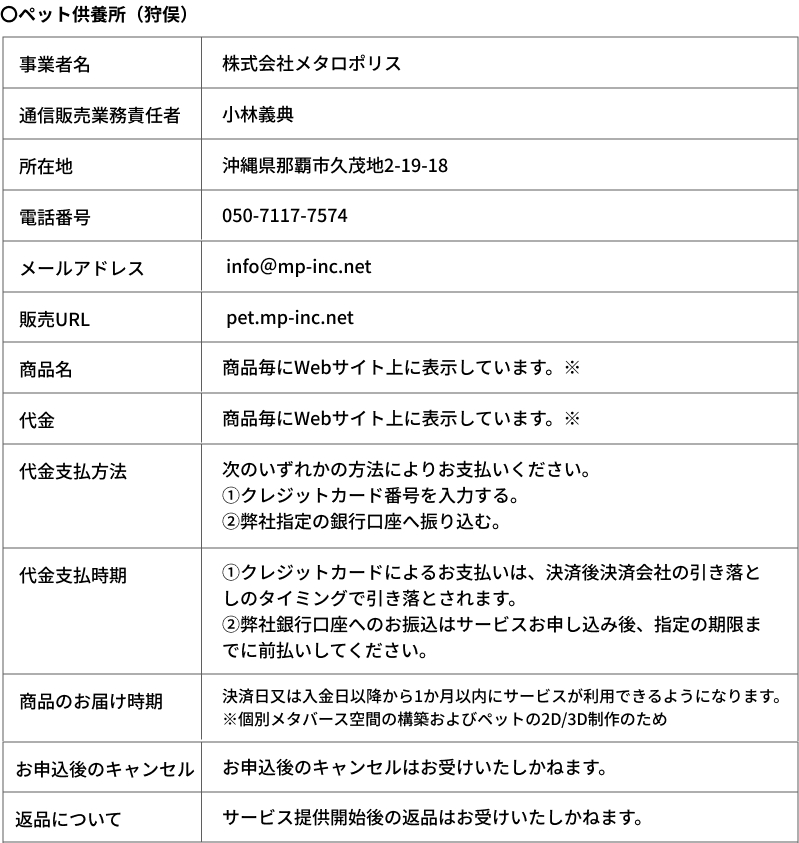 〇ペット供養所（狩俣）
事業者名
株式会社メタロポリス
通信販売業務責任者
小林義典
所在地
沖縄県那覇市久茂地2-19-18
電話番号
050-7117-7574
メールアドレス
info@mp-inc.net
販売URL
pet.mp-inc.net
商品名
商品毎にWebサイト上に表示しています。※
代金
商品毎にWebサイト上に表示しています。※
代金支払方法
次のいずれかの方法によりお支払いください。
①クレジットカード番号を入力する。
②弊社指定の銀行口座へ振り込む。
代金支払時期
①クレジットカードによるお支払いは、決済後決済会社の引き落と
しのタイミングで引き落とされます。
②弊社銀行口座へのお振込はサービスお申し込み後、指定の期限ま
でに前払いしてください。
商品のお届け時期
決済日又は入金日以降から1か月以内にサービスが利用できるようになります。
※個別メタバース空間の構築およびペットの2D/3D制作のため
お申込後のキャンセル
お申込後のキャンセルはお受けいたしかねます。
返品について
サービス提供開始後の返品はお受けいたしかねます。